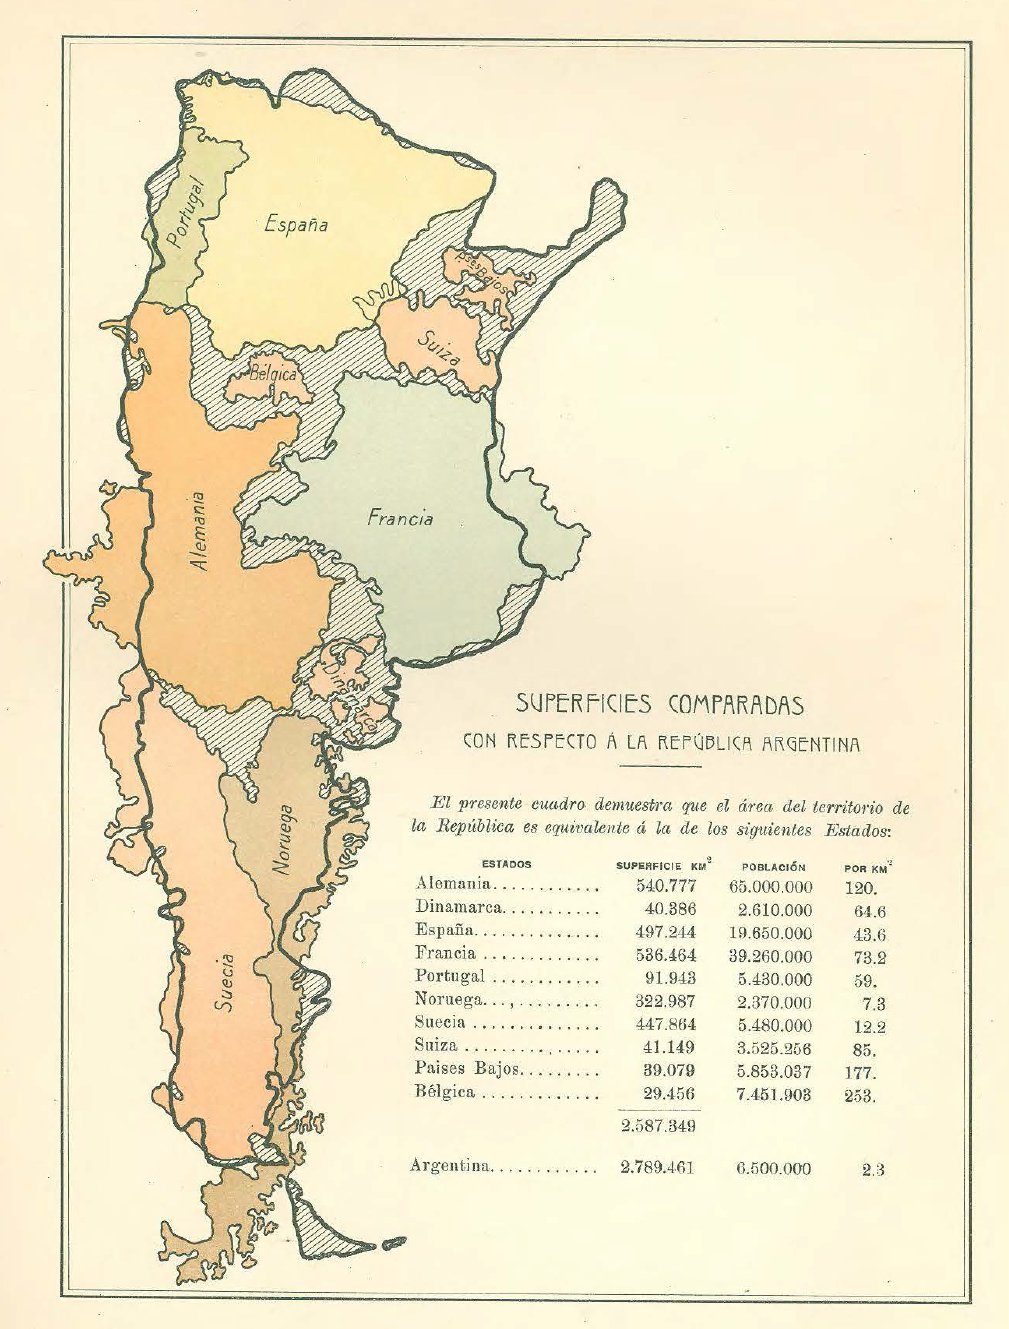 España
Portugal
Pses Bajos
Suiza
Bélgica
Francia
Alemania
Dinamarca
Noruega
Suecia
SUPERFICIES COMPARADAS
CON RESPECTO Á LA REPÚBLICA ARGENTINA
El presente cuadro demuestra que el área del territorio de
la República es equivalente á la de los siguientes Estados:
ESTADOS SUPERFICIE KM² POBLACIÓN POR KM²
Alemania............ 540.777 65.000.000 120.
Dinamarca........... 40.386 2.610.000 64.6
España.............. 497.244 19.650.000 43.6
Francia ............. 536.464 39.260.000 73.2
Portugal ............ 91.943 5.430.000 59.
Noruega...,......... 322.987 2.370.000 7.3
Suecia .............. 447.864 5.480.000 12.2
Suiza ............... 41.149 3.525.256 85.
Paises Bajos......... 39.079 5.853.037 177.
Bélgica ............. 29.456 7.451.903 253.
2.587.349
Argentina............ 2.789.461 6.500.000 2.3